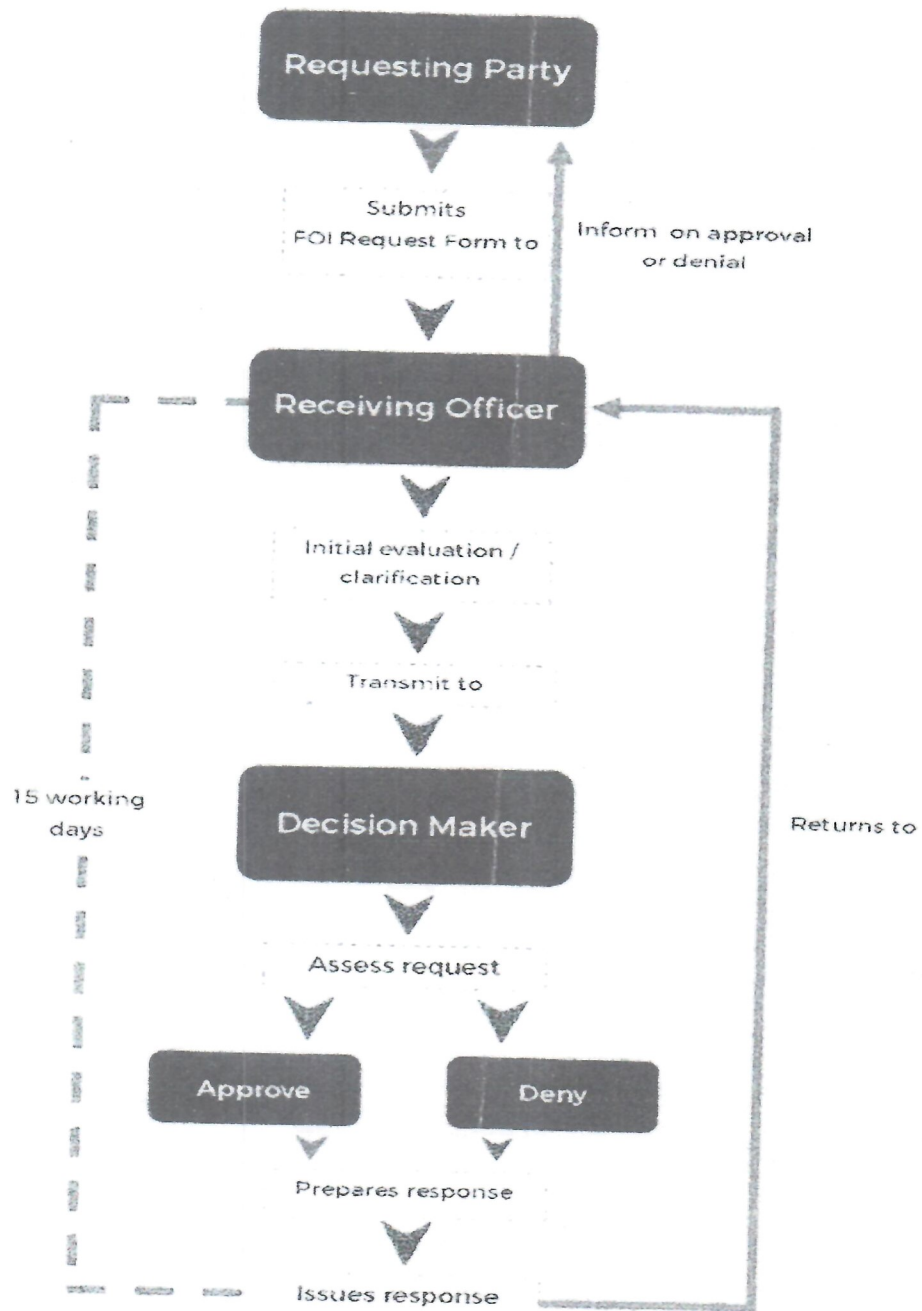 Requesting Party
Submits
FOI Request Form to
Inform on approval
or denial
Receiving Officer
Initial evaluation /
clarification
Transmit to
15 working
days
Decision Maker
Returns to
Assess request
Approve
Deny
Prepares response
Issues response